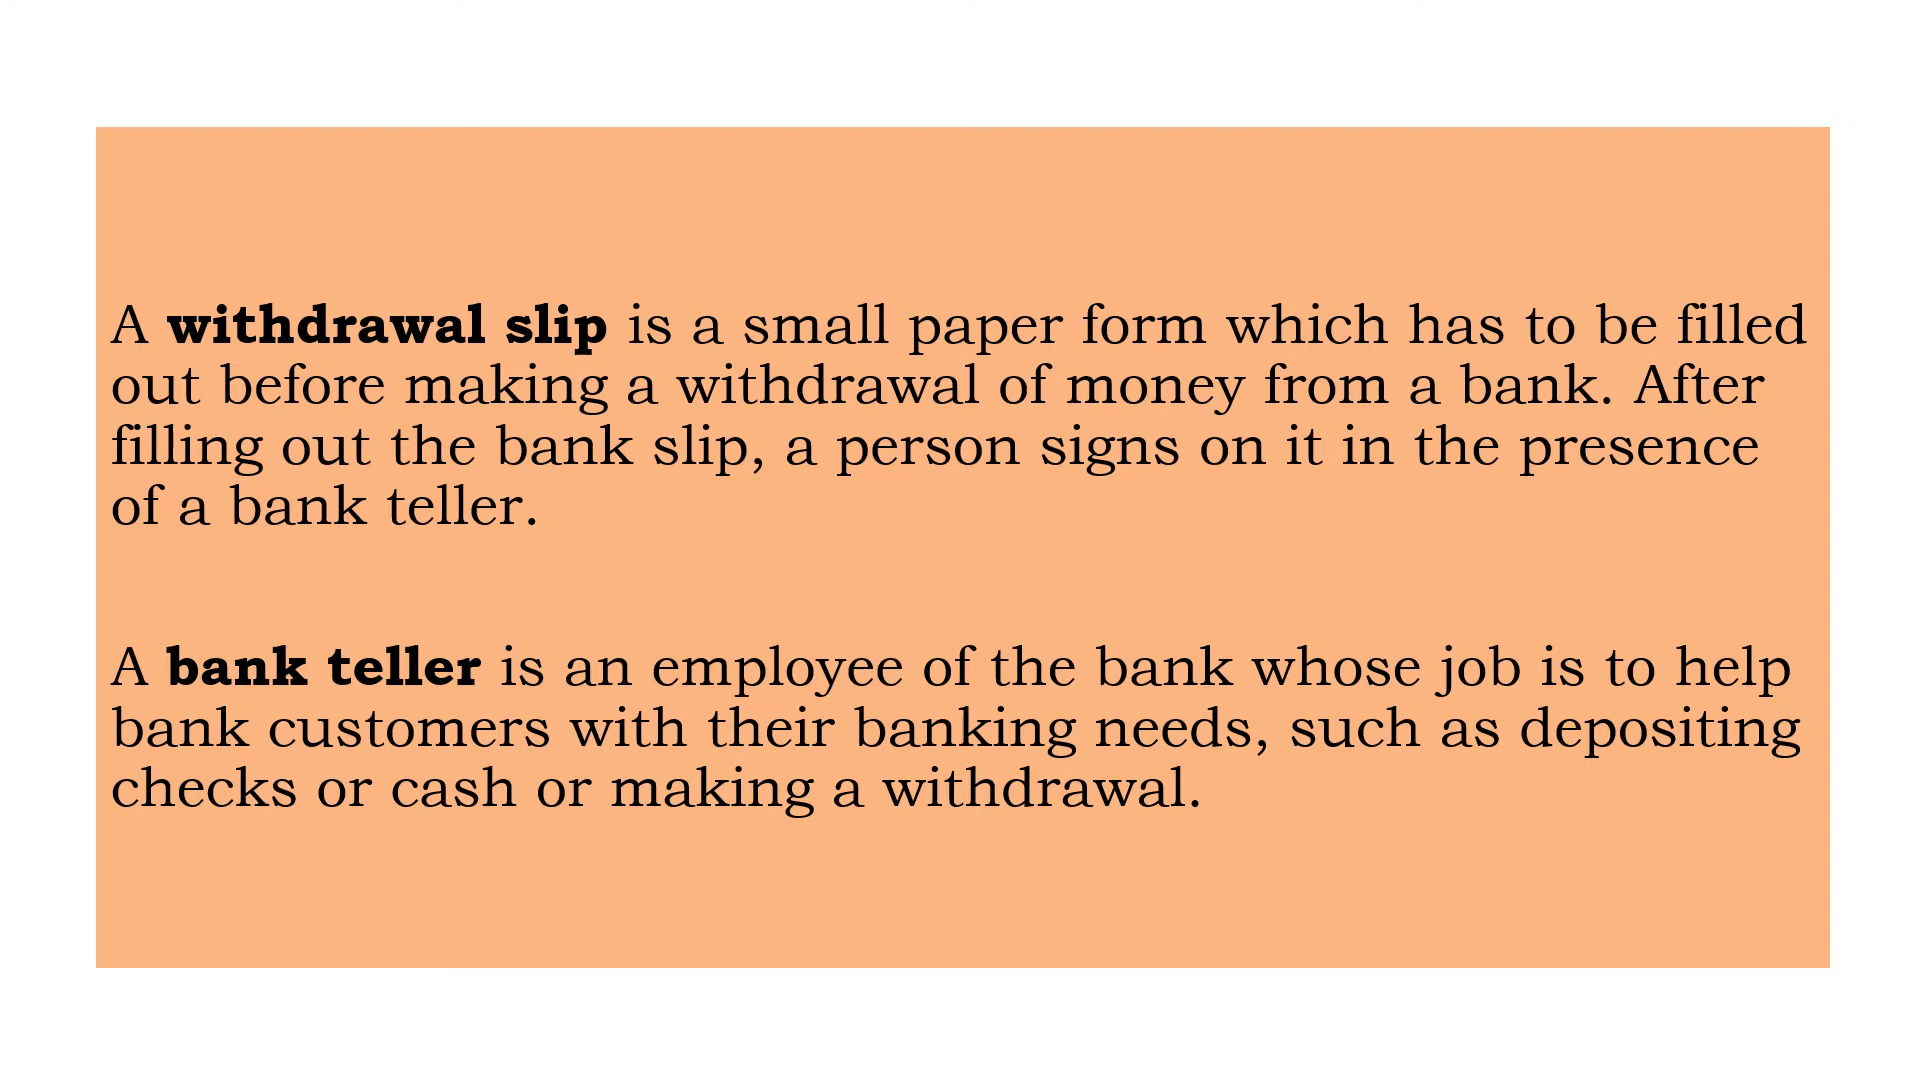 A withdrawal slip is a small paper form which has to be filled
out before making a withdrawal of money from a bank. After
filling out the bank slip, a person signs on it in the presence
of a bank teller.
A bank teller is an employee of the bank whose job is to help
bank customers with their banking needs, such as depositing
checks or cash or making a withdrawal.